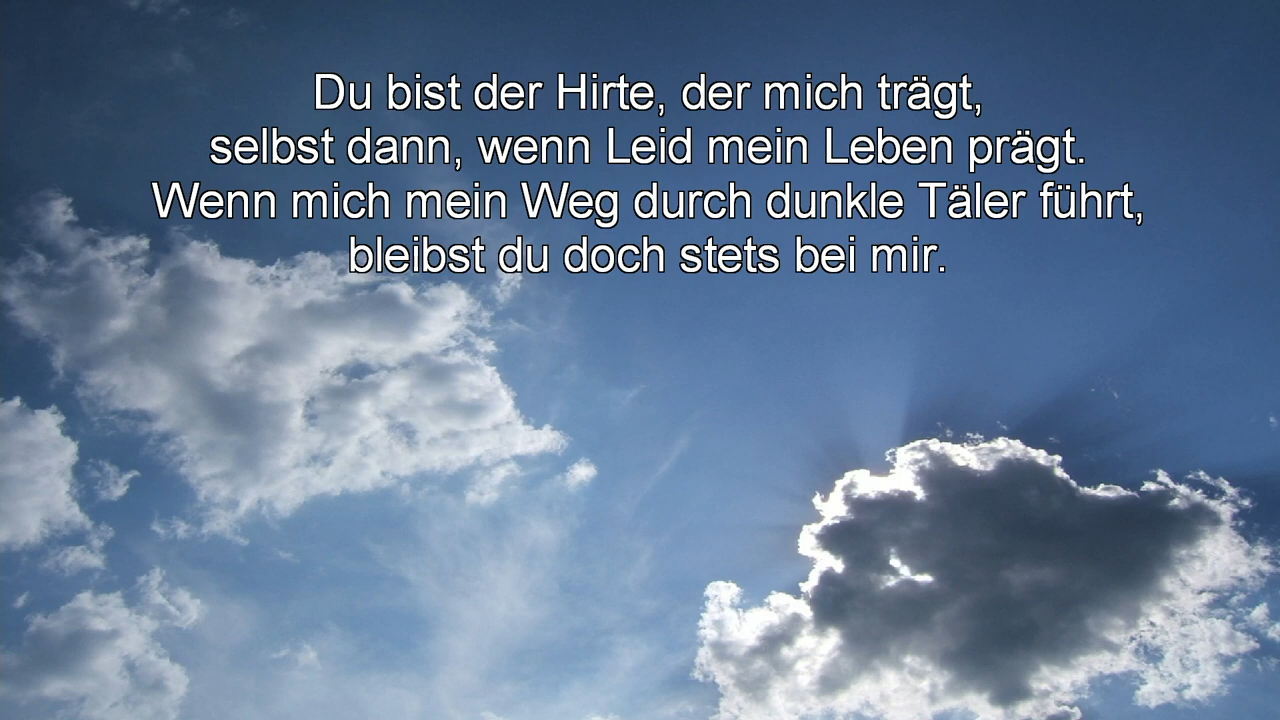 Du bist der Hirte, der mich trägt,
selbst dann, wenn Leid mein Leben prägt.
Wenn mich mein Weg durch dunkle Täler führt,
bleibst du doch stets bei mir.